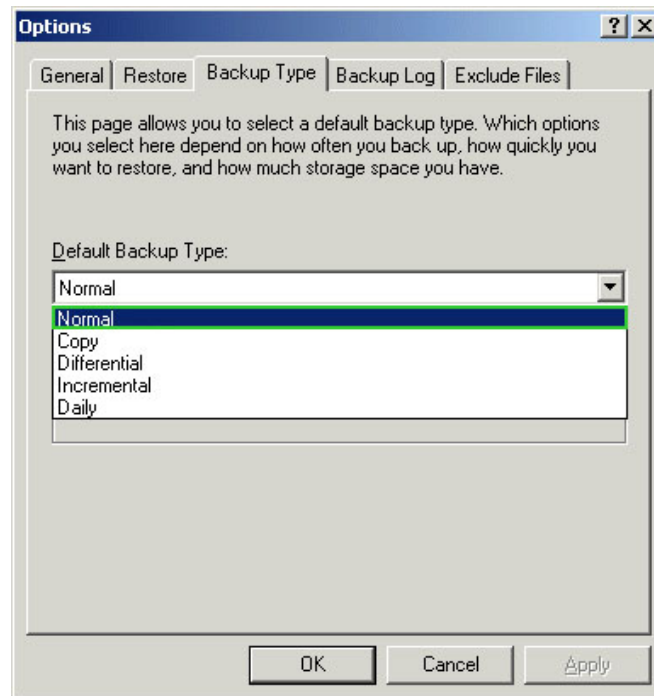 Options
General Restore Backup Type Backup Log Exclude Files
This page allows you to select a default backup type. Which options
you select here depend on how often you back up, how quickly you
want to restore, and how much storage space you have.
Default Backup Type:
Normal
Normal
Copy
Differential
Incremental
Daily
OK Cancel Apply